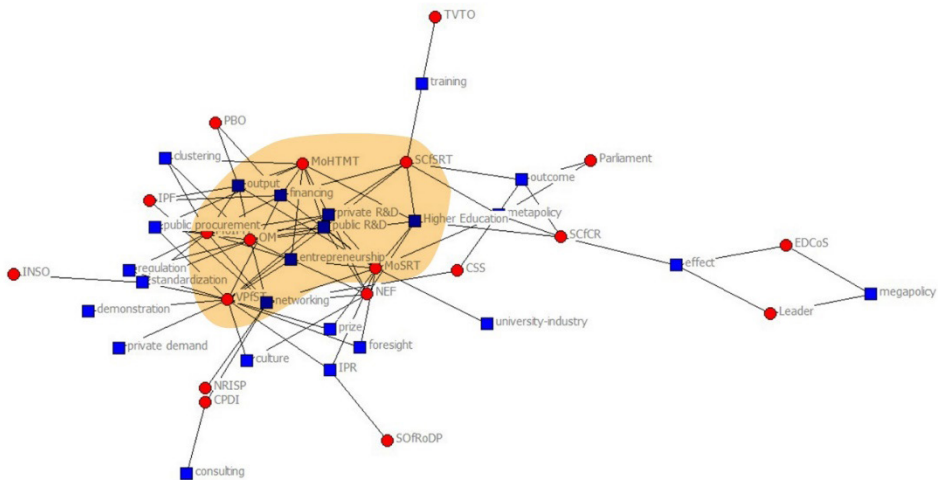 TVTO
training
PBO
clustering
MoHTMT
SCfSRT
Parliament
output
outcome
IPF
financing
private R&D
Higher Education
metapolicy
public procurement
public R&D
OM
SCfCR
EDCoS
entrepreneurship
effect
regulation
MoSRT
CSS
INSO
standardization
NEF
megapolicy
VPfST
networking
demonstration
Leader
prize
university-industry
private demand
foresight
culture
IPR
NRISP
CPDI
SOfRoDP
consulting